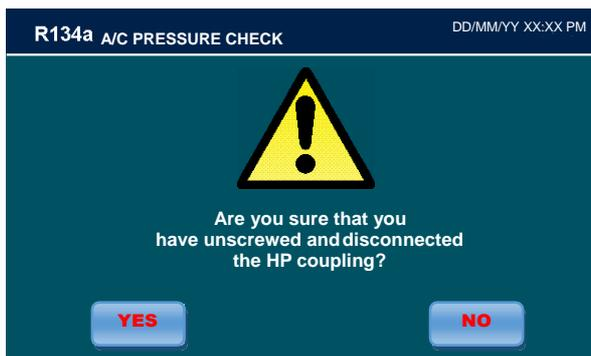 R134a A/C PRESSURE CHECK DD/MM/YY XX:XX PM
Are you sure that you
have unscrewed and disconnected
the HP coupling?
YES NO